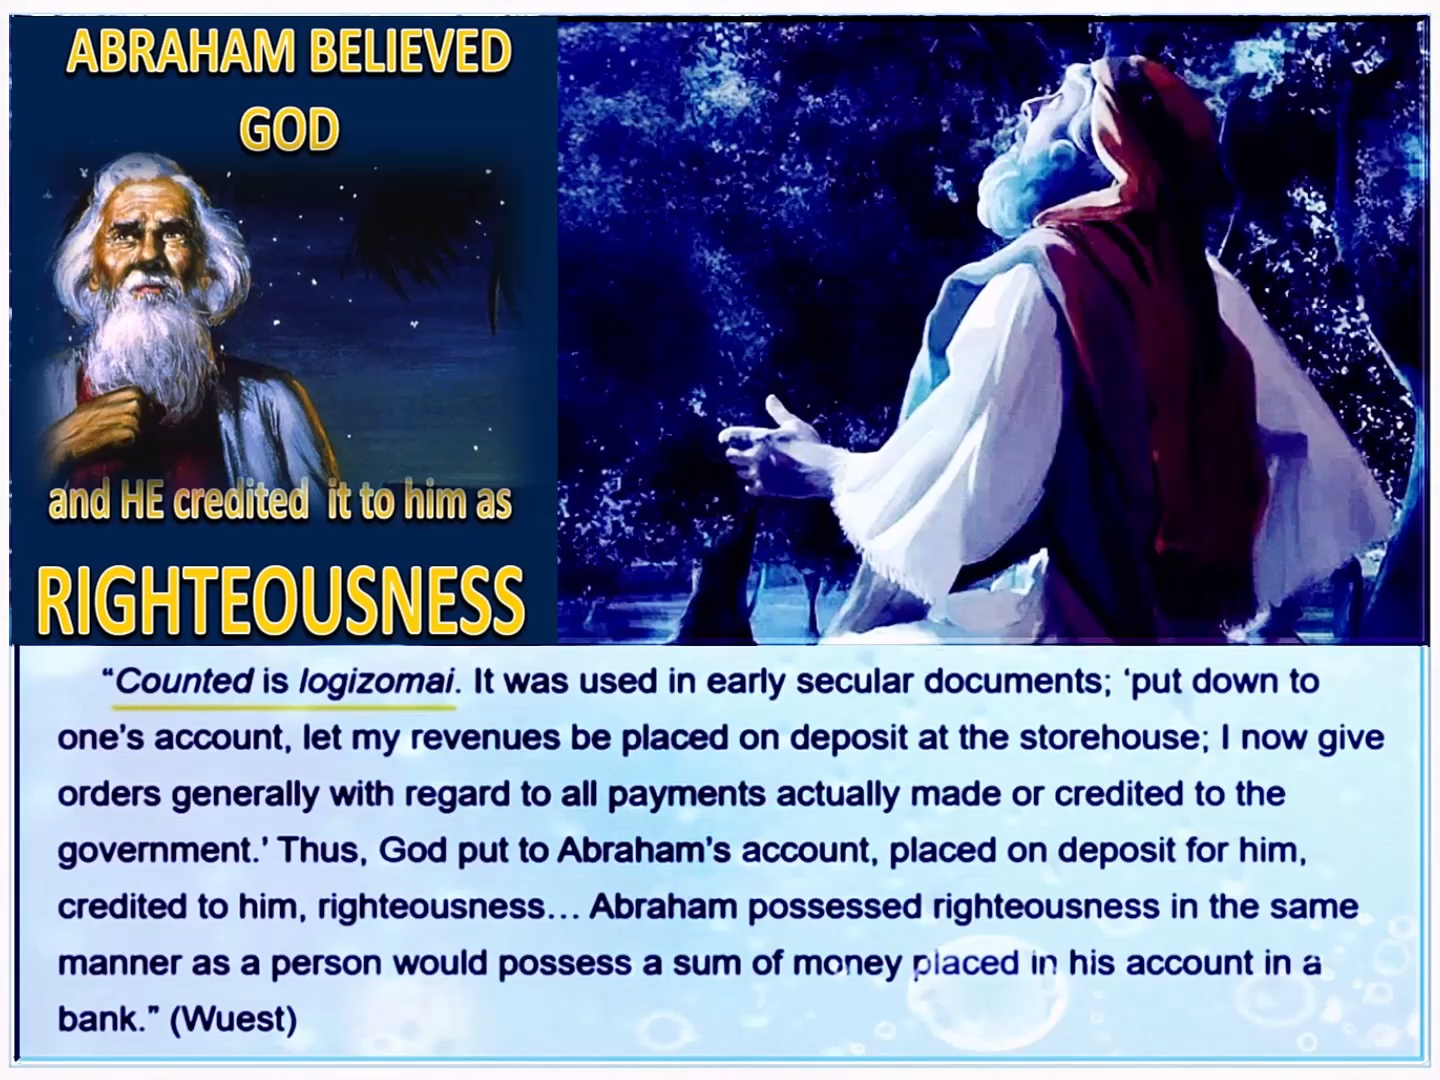 ABRAHAM BELIEVED
GOD
and HE credited it to him as
RIGHTEOUSNESS
“Counted is logizomai. It was used in early secular documents; ‘put down to
one’s account, let my revenues be placed on deposit at the storehouse; I now give
orders generally with regard to all payments actually made or credited to the
government.’ Thus, God put to Abraham’s account, placed on deposit for him,
credited to him, righteousness… Abraham possessed righteousness in the same
manner as a person would possess a sum of money placed in his account in a
bank.” (Wuest)